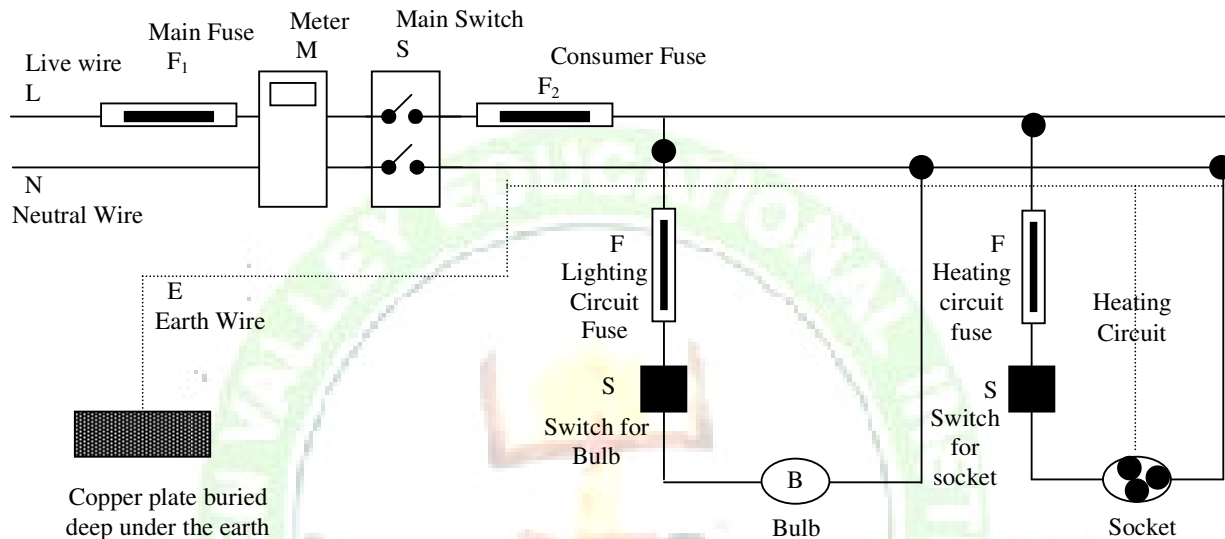 Main Fuse
F₁
Meter
M
Main Switch
S
Consumer Fuse
F₂
Live wire
L
N
Neutral Wire
E
Earth Wire
Copper plate buried
deep under the earth
F
Lighting
Circuit
Fuse
S
Switch for
Bulb
B
Bulb
F
Heating
circuit
fuse
S
Switch
for
socket
Heating
Circuit
Socket
VALLEY EDUCATIONAL